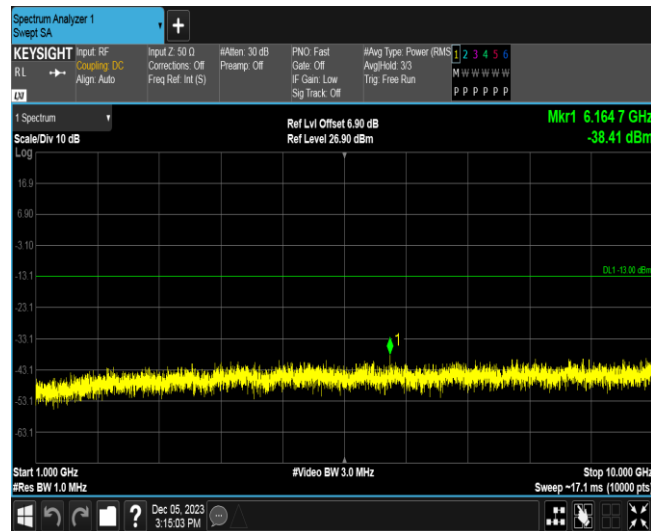 Spectrum Analyzer 1
Swept SA
KEYSIGHT
RL
LXI
Input: RF
Coupling: DC
Align: Auto
Input Z: 50 Ω
Corrections: Off
Freq Ref: Int (S)
#Atten: 30 dB
Preamp: Off
PNO: Fast
Gate: Off
IF Gain: Low
Sig Track: Off
#Avg Type: Power (RMS
Avg|Hold: 3/3
Trig: Free Run
1 2 3 4 5 6
M W W W W W
P P P P P P
1 Spectrum
Scale/Div 10 dB
Log
Ref Lvl Offset 6.90 dB
Ref Level 26.90 dBm
Mkr1 6.164 7 GHz
-38.41 dBm
16.9
6.90
-3.10
-13.1
DL1 -13.00 dBm
-23.1
-33.1
1
-43.1
-53.1
-63.1
Start 1.000 GHz
#Res BW 1.0 MHz
#Video BW 3.0 MHz
Stop 10.000 GHz
Sweep ~17.1 ms (10000 pts)
?
Dec 05, 2023
3:15:03 PM